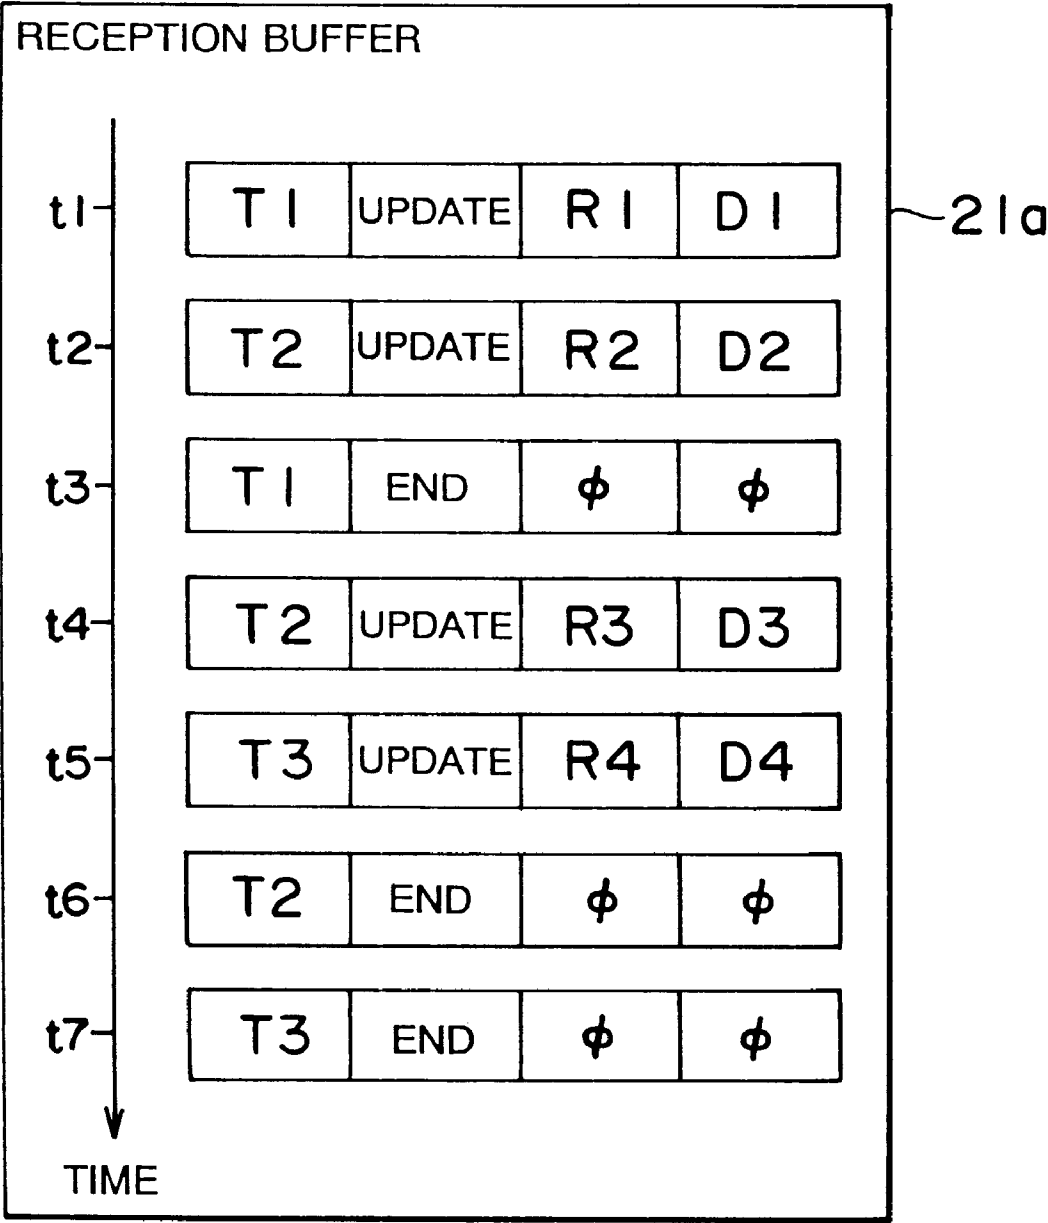 RECEPTION BUFFER
t1 T1 UPDATE R1 D1 21a
t2 T2 UPDATE R2 D2
t3 T1 END ϕ ϕ
t4 T2 UPDATE R3 D3
t5 T3 UPDATE R4 D4
t6 T2 END ϕ ϕ
t7 T3 END ϕ ϕ
TIME